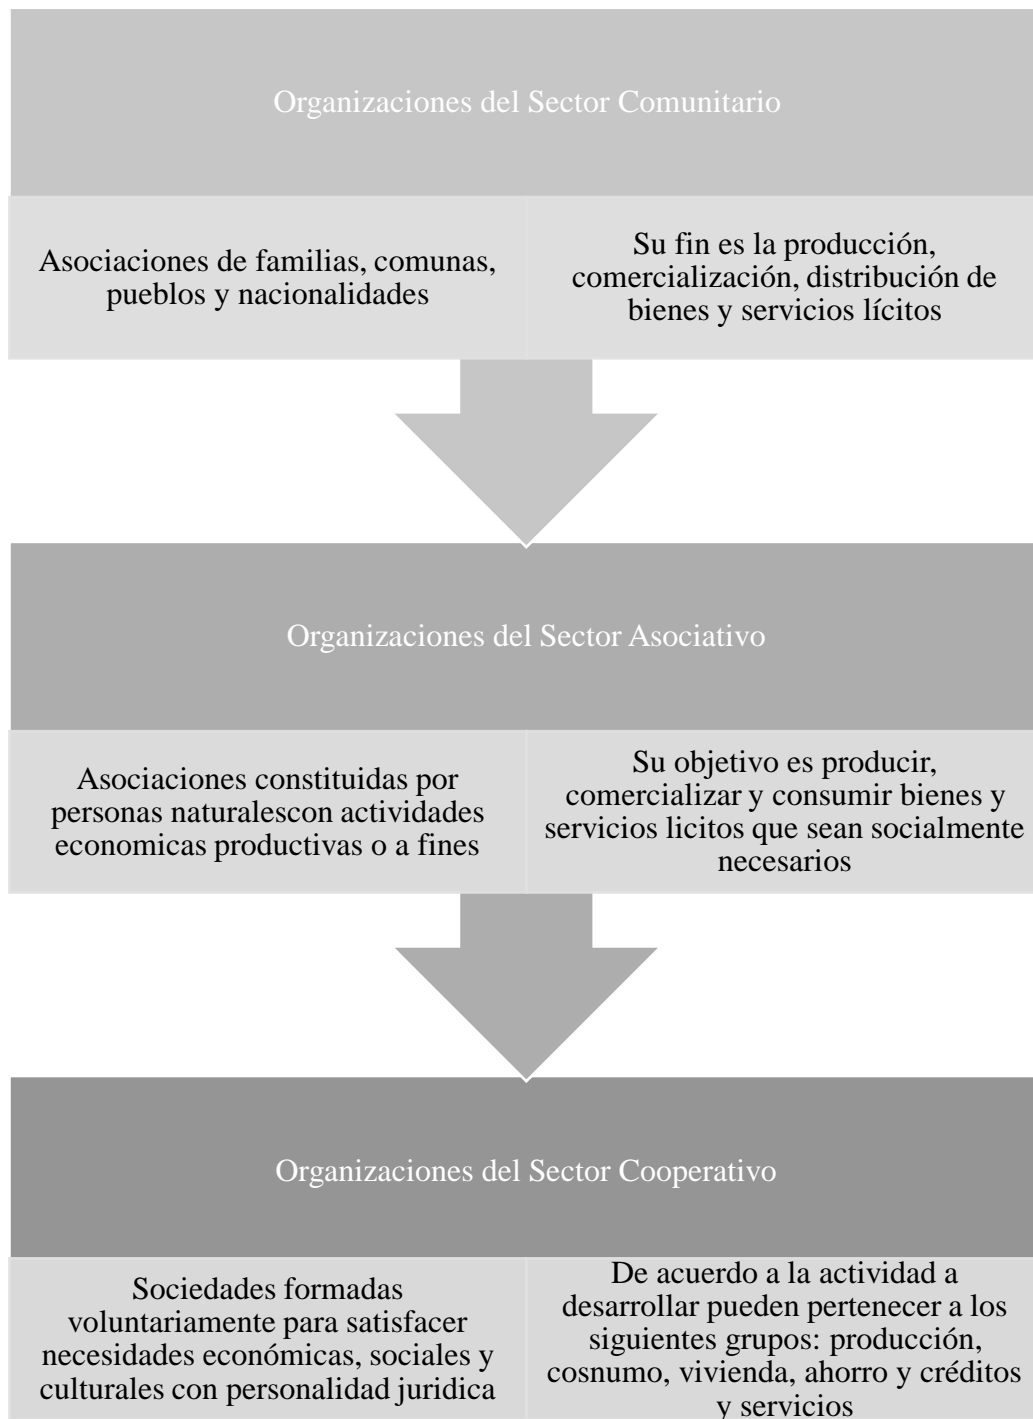 Organizaciones del Sector Comunitario
Asociaciones de familias, comunas,
pueblos y nacionalidades
Su fin es la producción,
comercialización, distribución de
bienes y servicios lícitos
Organizaciones del Sector Asociativo
Asociaciones constituidas por
personas naturalescon actividades
economicas productivas o a fines
Su objetivo es producir,
comercializar y consumir bienes y
servicios licitos que sean socialmente
necesarios
Organizaciones del Sector Cooperativo
Sociedades formadas
voluntariamente para satisfacer
necesidades económicas, sociales y
culturales con personalidad juridica
De acuerdo a la actividad a
desarrollar pueden pertenecer a los
siguientes grupos: producción,
cosnumo, vivienda, ahorro y créditos
y servicios